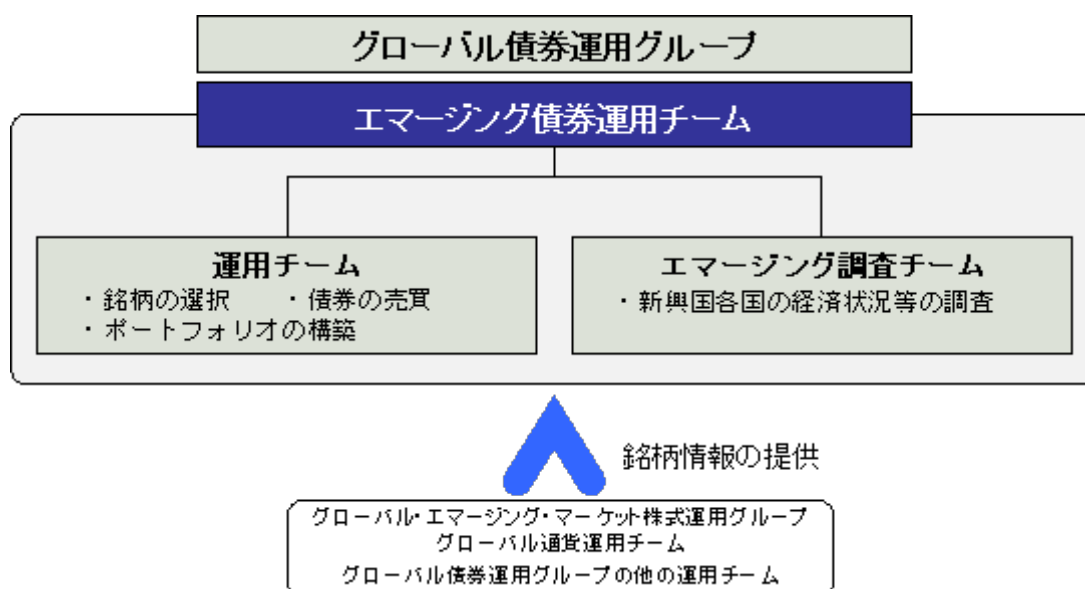 グローバル債券運用グループ
エマージング債券運用チーム
運用チーム
・銘柄の選択　　・債券の売買
・ポートフォリオの構築
エマージング調査チーム
・新興国各国の経済状況等の調査
銘柄情報の提供
グローバル・エマージング・マーケット株式運用グループ
グローバル通貨運用チーム
グローバル債券運用グループの他の運用チーム